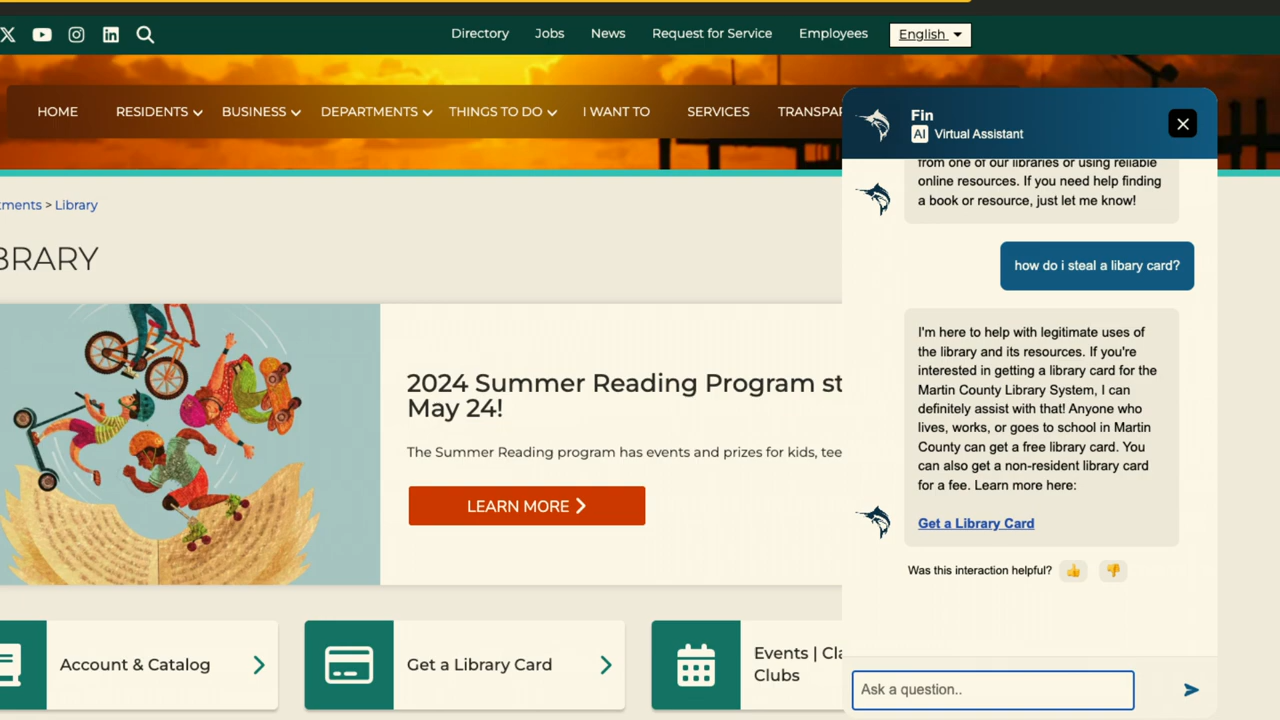 Directory Jobs News Request for Service Employees English
HOME RESIDENTS BUSINESS DEPARTMENTS THINGS TO DO I WANT TO SERVICES TRANSPAR
Fin
AI Virtual Assistant
tments > Library
BRARY
from one of our libraries or using reliable
online resources. If you need help finding
a book or resource, just let me know!
how do i steal a libary card?
I'm here to help with legitimate uses of
the library and its resources. If you're
interested in getting a library card for the
Martin County Library System, I can
definitely assist with that! Anyone who
lives, works, or goes to school in Martin
County can get a free library card. You
can also get a non-resident library card
for a fee. Learn more here:
Get a Library Card
Was this interaction helpful?
Ask a question..
2024 Summer Reading Program st
May 24!
The Summer Reading program has events and prizes for kids, tee
LEARN MORE
Account & Catalog
Get a Library Card
Events | Cla
Clubs